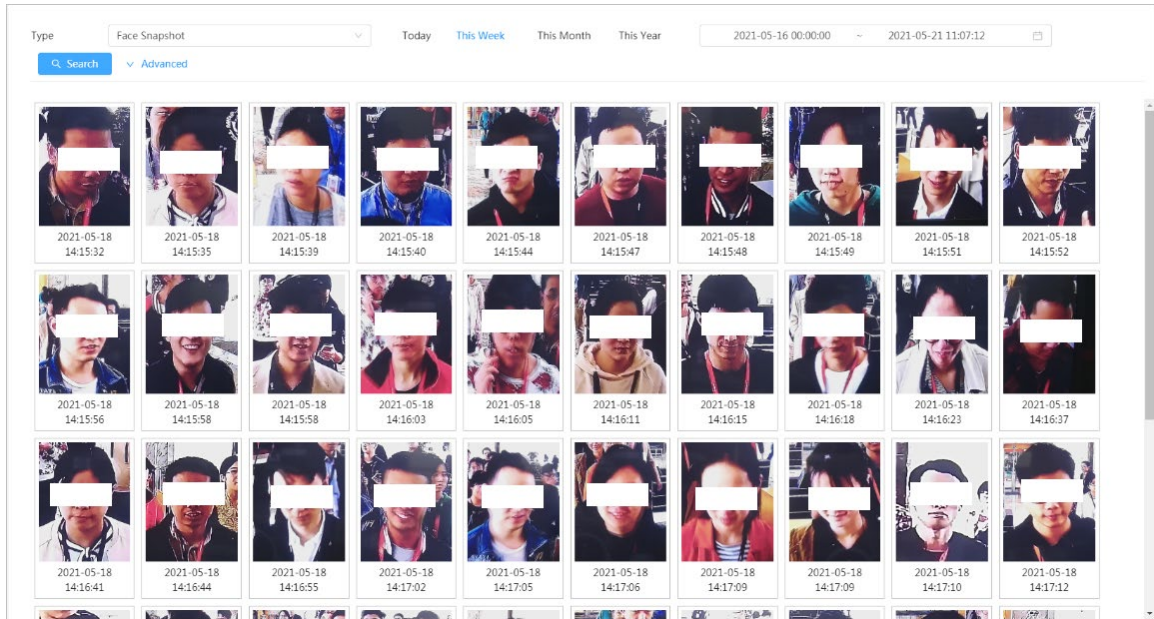 Type Face Snapshot Today This Week This Month This Year 2021-05-16 00:00:00 ~ 2021-05-21 11:07:12
Search Advanced
2021-05-18 2021-05-18 2021-05-18 2021-05-18 2021-05-18 2021-05-18 2021-05-18 2021-05-18 2021-05-18 2021-05-18
14:15:32 14:15:35 14:15:39 14:15:40 14:15:44 14:15:47 14:15:48 14:15:49 14:15:51 14:15:52
2021-05-18 2021-05-18 2021-05-18 2021-05-18 2021-05-18 2021-05-18 2021-05-18 2021-05-18 2021-05-18 2021-05-18
14:15:56 14:15:58 14:15:58 14:16:03 14:16:05 14:16:11 14:16:15 14:16:18 14:16:23 14:16:37
2021-05-18 2021-05-18 2021-05-18 2021-05-18 2021-05-18 2021-05-18 2021-05-18 2021-05-18 2021-05-18 2021-05-18
14:16:41 14:16:44 14:16:55 14:17:02 14:17:05 14:17:06 14:17:09 14:17:09 14:17:10 14:17:12